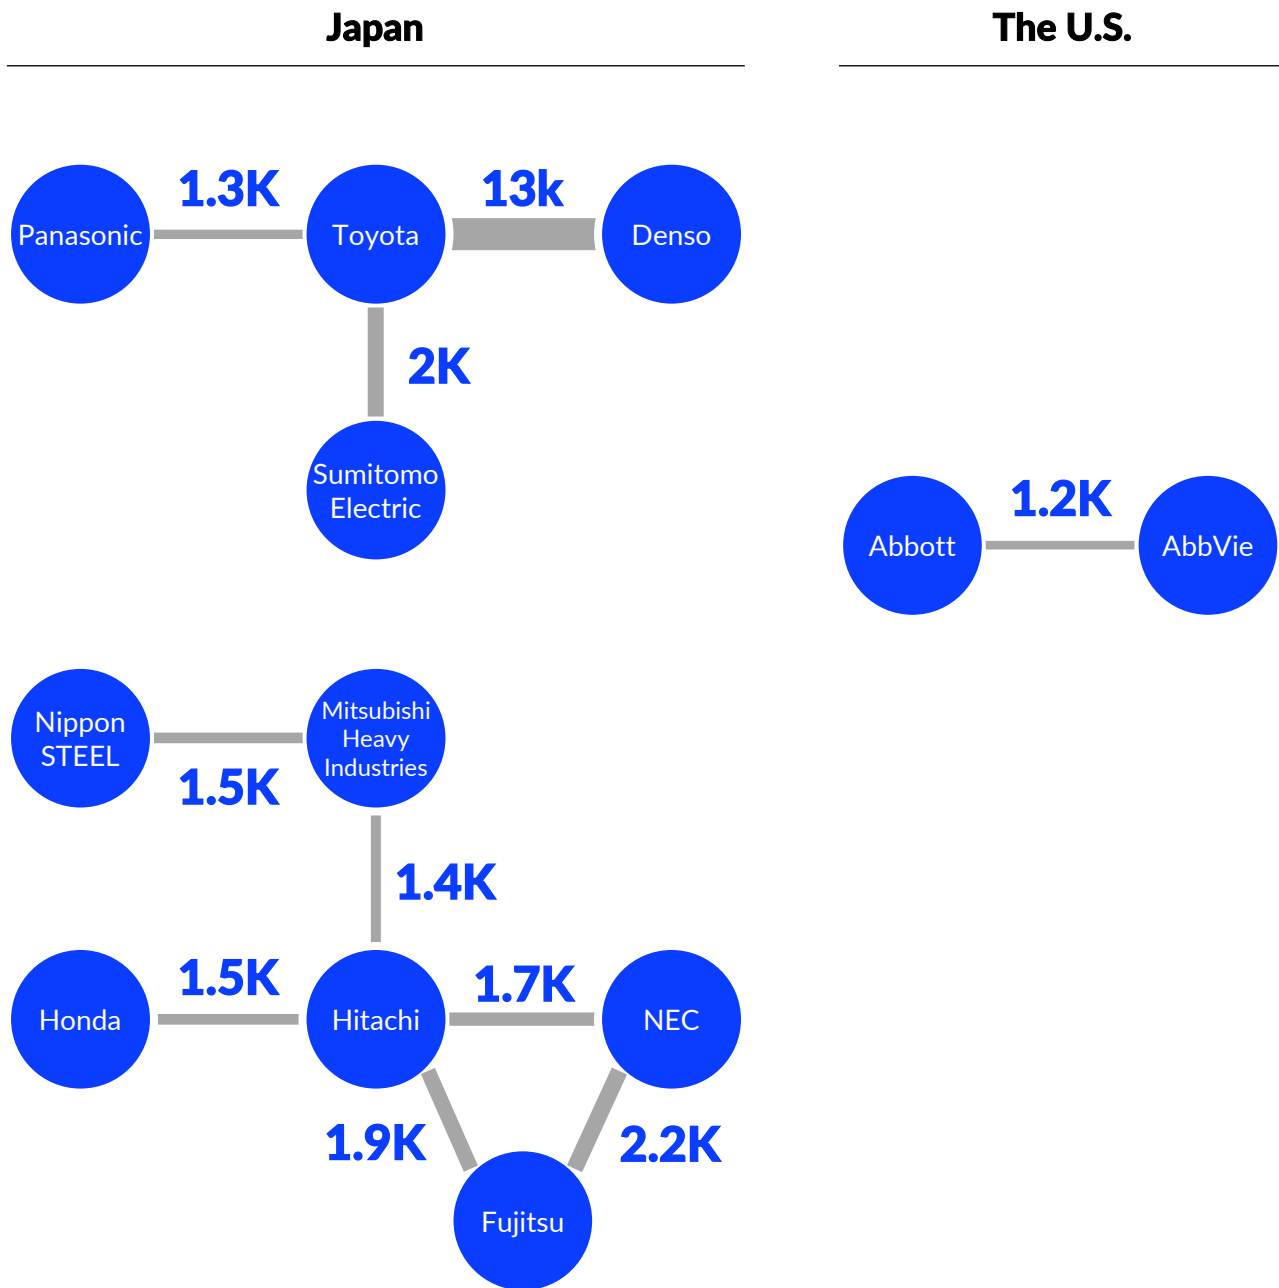 Japan
The U.S.
1.3K
13k
Panasonic
Toyota
Denso
2K
Sumitomo
Electric
1.2K
Abbott
AbbVie
Nippon
STEEL
Mitsubishi
Heavy
Industries
1.5K
1.4K
1.5K
1.7K
Honda
Hitachi
NEC
1.9K
2.2K
Fujitsu